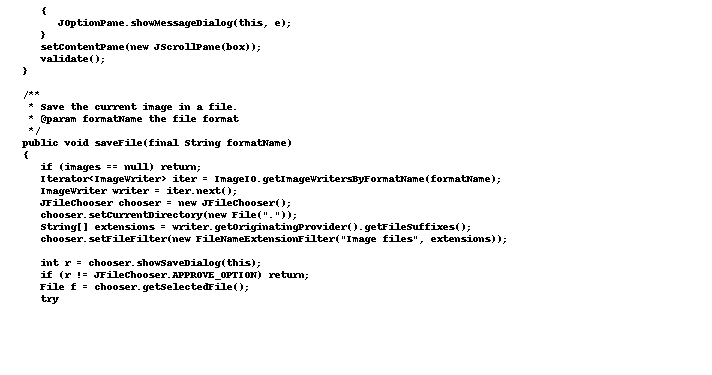 {
JOptionPane.showMessageDialog(this, e);
}
setContentPane(new JScrollPane(box));
validate();
}
/**
* Save the current image in a file.
* @param formatName the file format
*/
public void saveFile(final String formatName)
{
if (images == null) return;
Iterator<ImageWriter> iter = ImageIO.getImageWritersByFormatName(formatName);
ImageWriter writer = iter.next();
JFileChooser chooser = new JFileChooser();
chooser.setCurrentDirectory(new File("."));
String[] extensions = writer.getOriginatingProvider().getFileSuffixes();
chooser.setFileFilter(new FileNameExtensionFilter("Image files", extensions));
int r = chooser.showSaveDialog(this);
if (r != JFileChooser.APPROVE_OPTION) return;
File f = chooser.getSelectedFile();
try